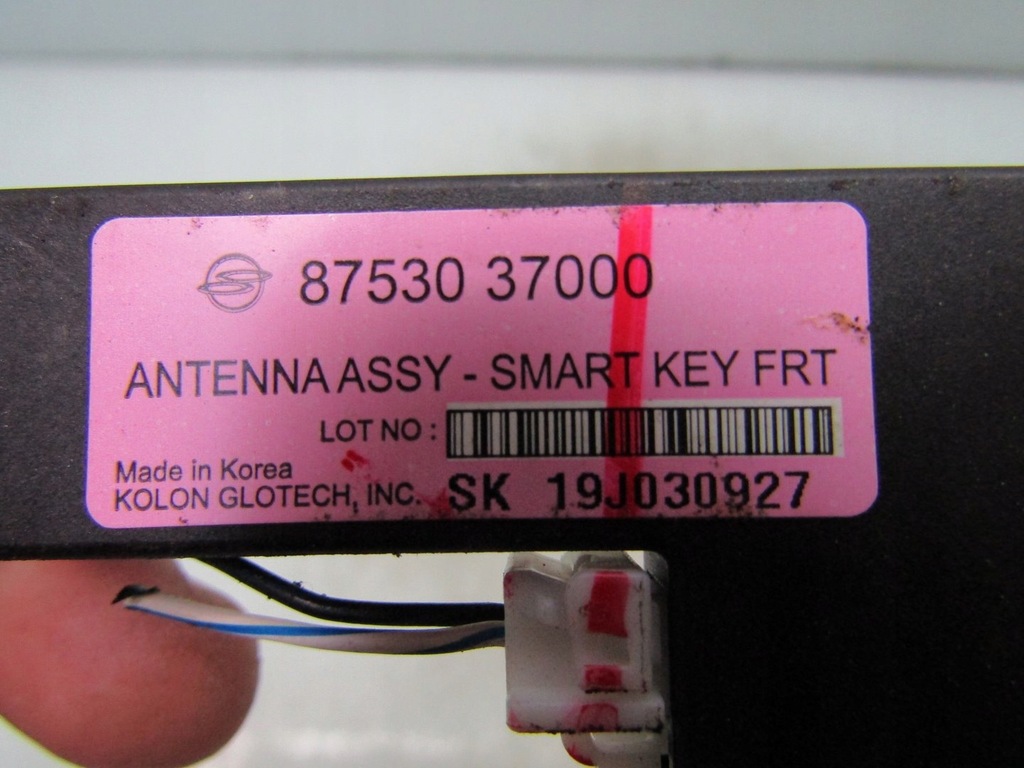 87530 37000
ANTENNA ASSY - SMART KEY FRT
LOT NO :
Made in Korea
KOLON GLOTECH, INC. SK 19J030927